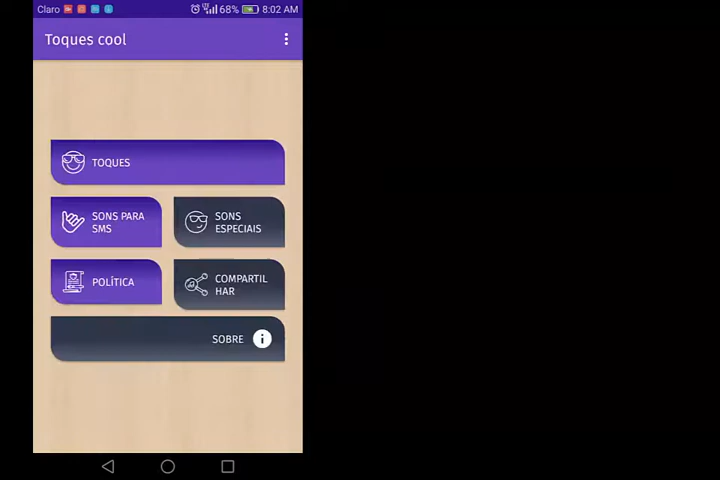 Claro 68% 8:02 AM
Toques cool
TOQUES
SONS PARA
SMS
SONS
ESPECIAIS
POLÍTICA
COMPARTIL
HAR
SOBRE